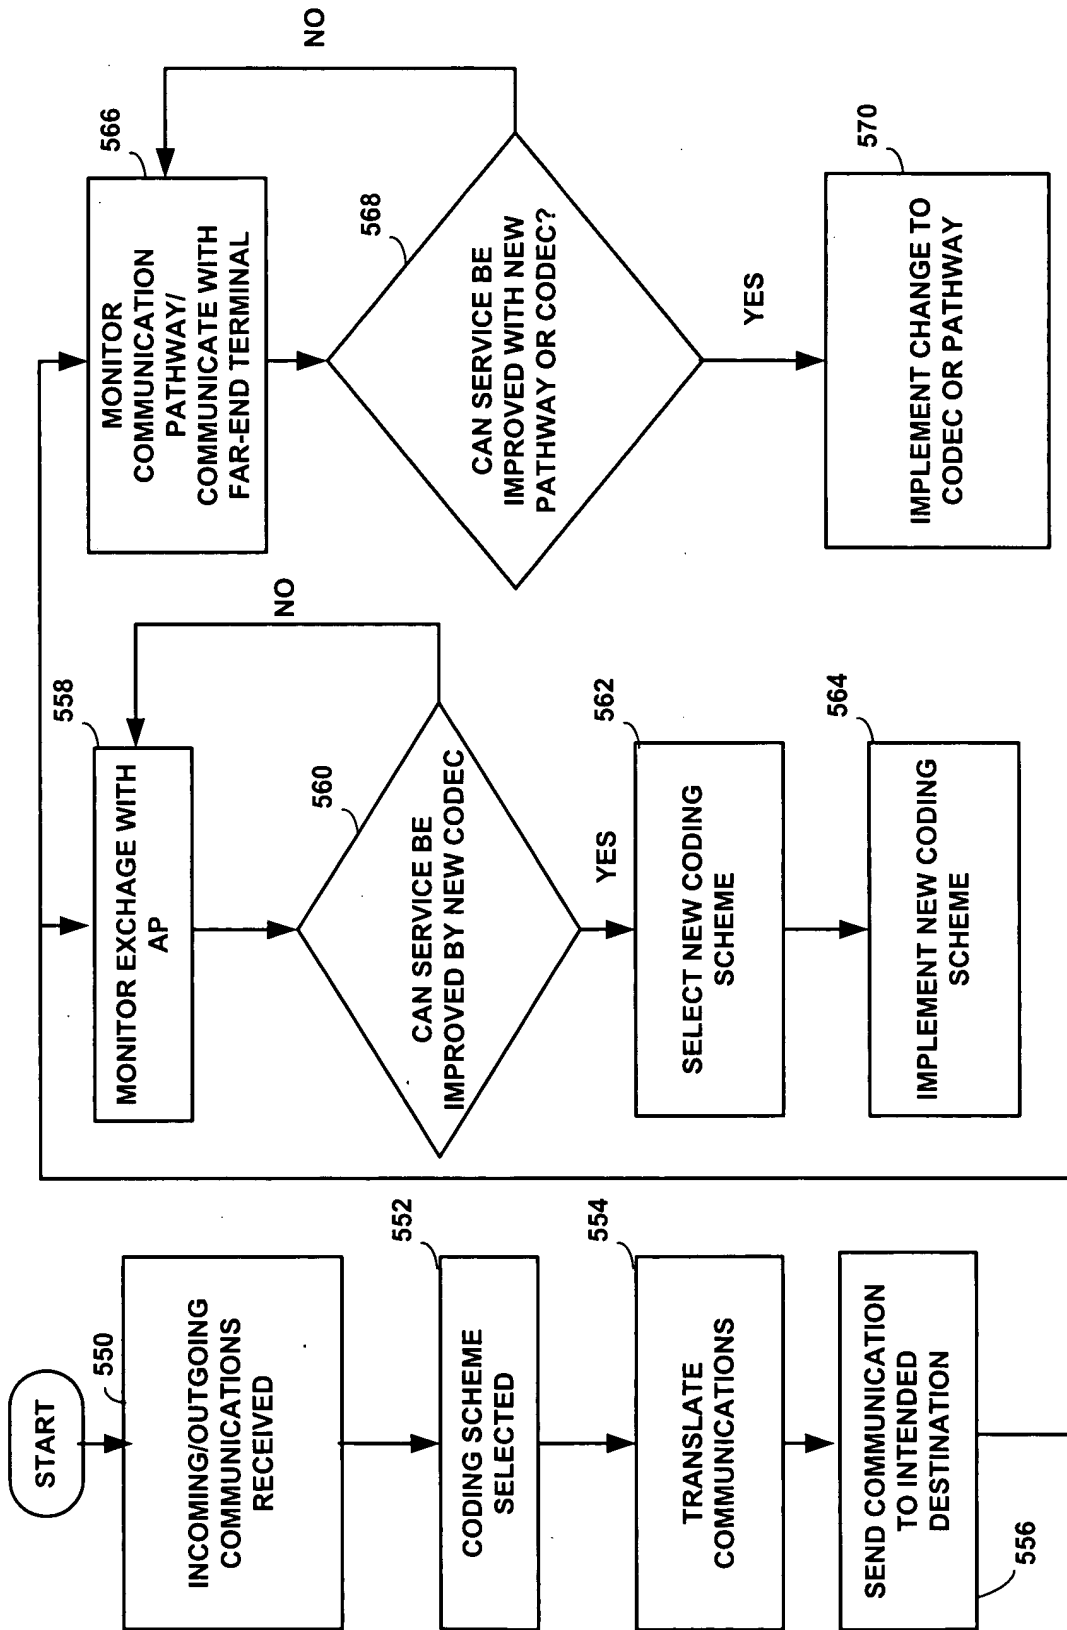 START
550
INCOMING/OUTGOING
COMMUNICATIONS
RECEIVED
552
CODING SCHEME
SELECTED
554
TRANSLATE
COMMUNICATIONS
SEND COMMUNICATION
TO INTENDED
DESTINATION
556
558
MONITOR EXCHAGE WITH
AP
560
CAN SERVICE BE
IMPROVED BY NEW CODEC
NO
YES
562
SELECT NEW CODING
SCHEME
564
IMPLEMENT NEW CODING
SCHEME
566
MONITOR
COMMUNICATION
PATHWAY/
COMMUNICATE WITH
FAR-END TERMINAL
568
CAN SERVICE BE
IMPROVED WITH NEW
PATHWAY OR CODEC?
NO
YES
570
IMPLEMENT CHANGE TO
CODEC OR PATHWAY